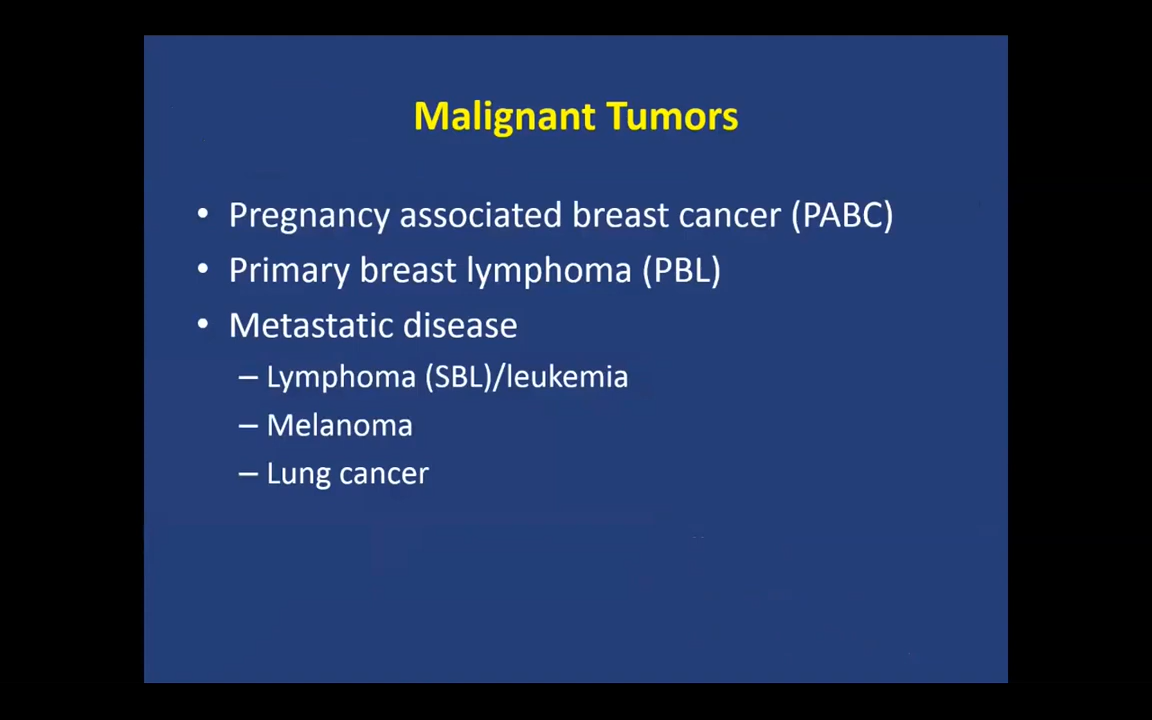 Malignant Tumors
• Pregnancy associated breast cancer (PABC)
• Primary breast lymphoma (PBL)
• Metastatic disease
– Lymphoma (SBL)/leukemia
– Melanoma
– Lung cancer